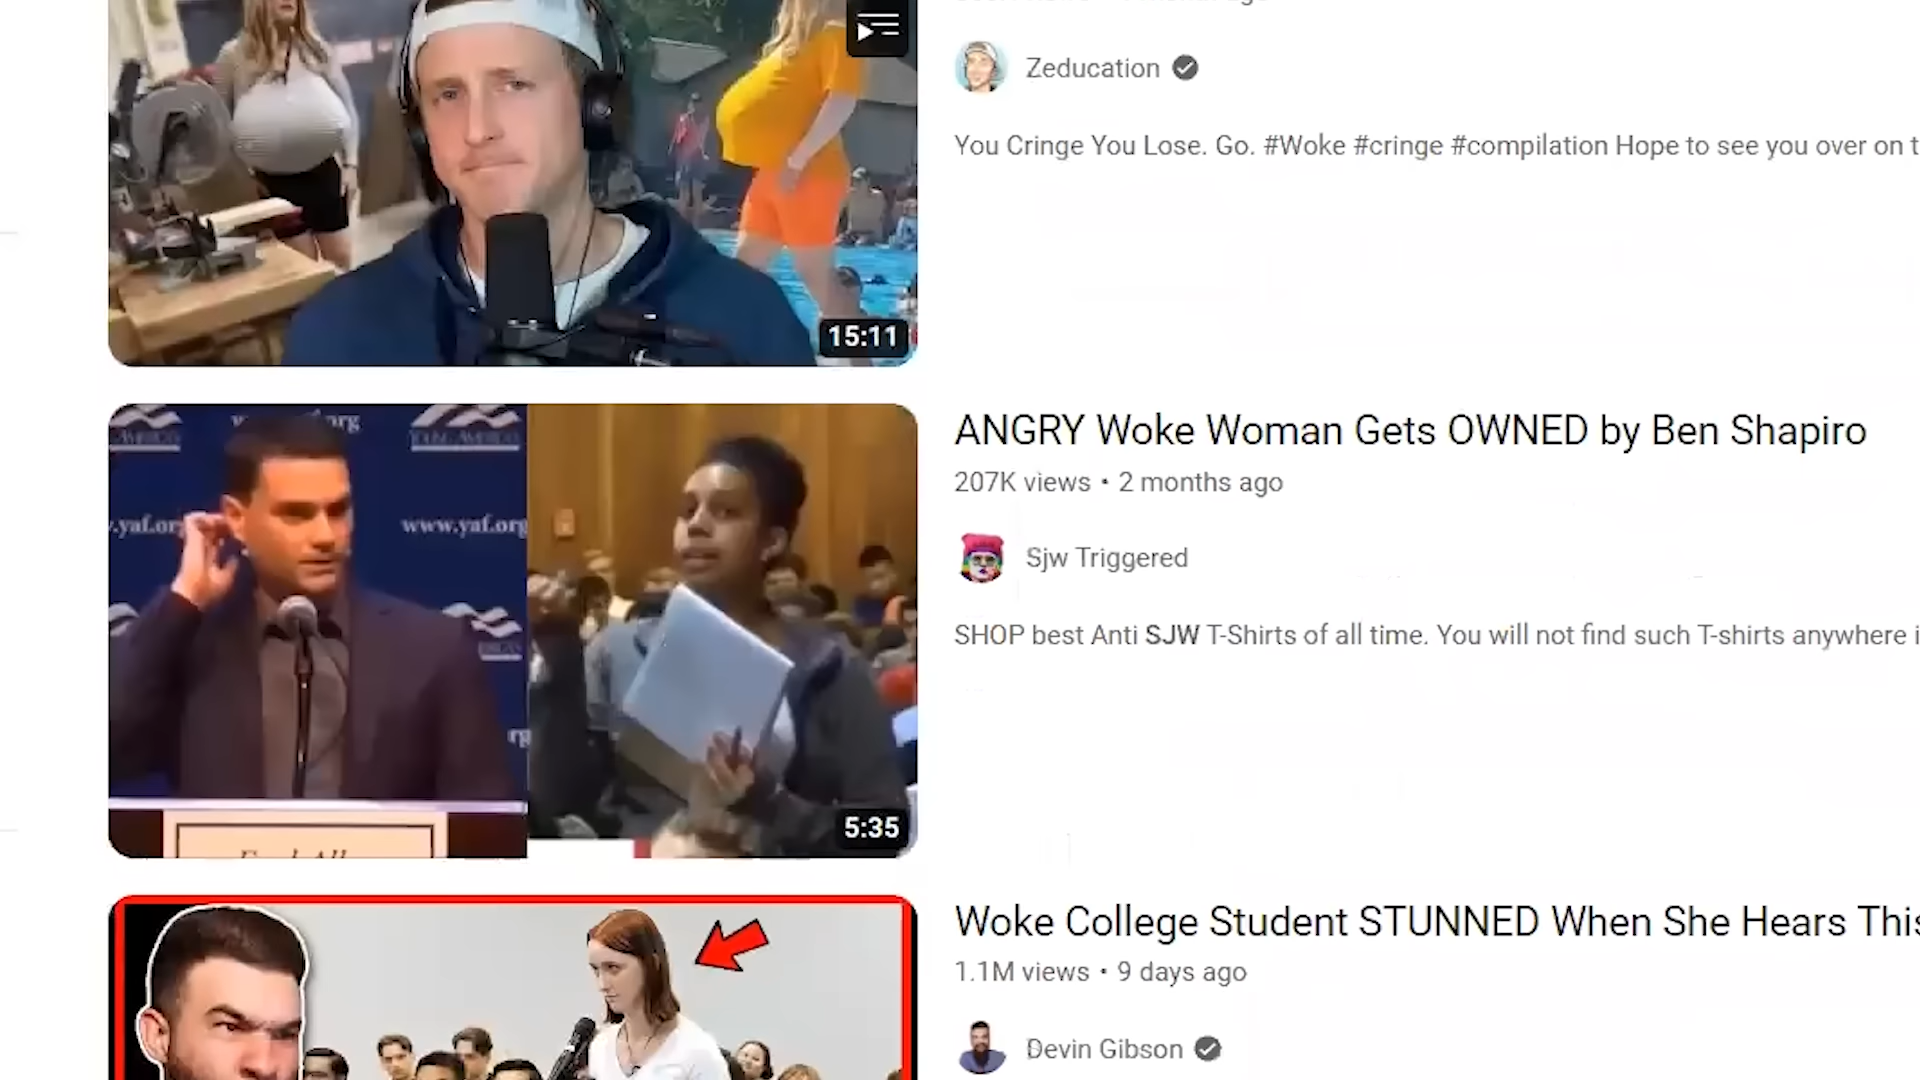 Zeducation
You Cringe You Lose. Go. #Woke #cringe #compilation Hope to see you over on t
15:11
ANGRY Woke Woman Gets OWNED by Ben Shapiro
207K views • 2 months ago
www.yaf.org
Sjw Triggered
SHOP best Anti SJW T-Shirts of all time. You will not find such T-shirts anywhere i
5:35
Woke College Student STUNNED When She Hears This
1.1M views • 9 days ago
Devin Gibson